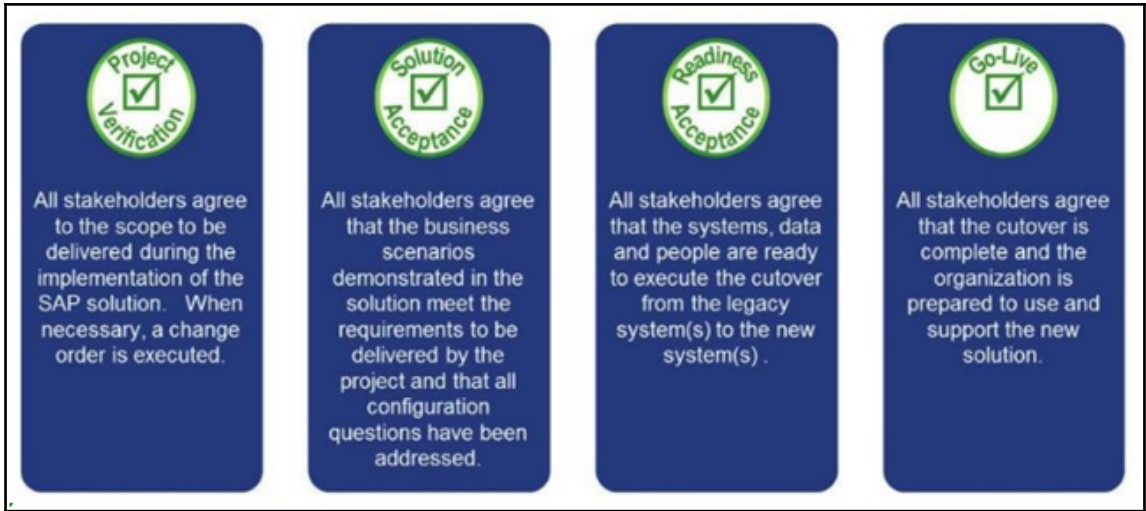 Project
Verification
All stakeholders agree
to the scope to be
delivered during the
implementation of the
SAP solution. When
necessary, a change
order is executed.
Solution
Acceptance
All stakeholders agree
that the business
scenarios
demonstrated in the
solution meet the
requirements to be
delivered by the
project and that all
configuration
questions have been
addressed.
Readiness
Acceptance
All stakeholders agree
that the systems, data
and people are ready
to execute the cutover
from the legacy
system(s) to the new
system(s) .
Go-Live
All stakeholders agree
that the cutover is
complete and the
organization is
prepared to use and
support the new
solution.